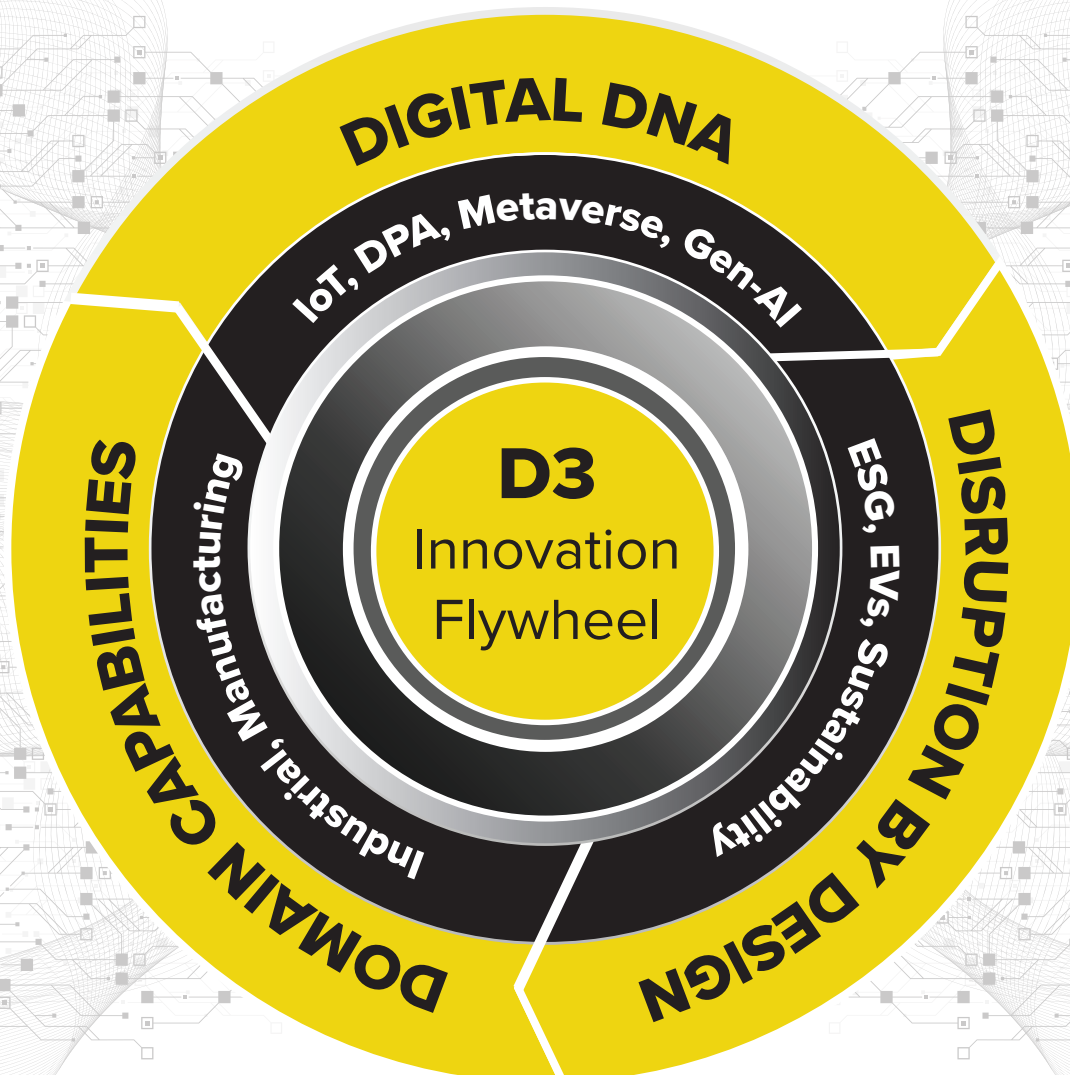 DIGITAL DNA
IoT, DPA, Metaverse, Gen-AI
DISRUPTION BY DESIGN
ESG, EVs, Sustainability
DOMAIN CAPABILITIES
Industrial, Manufacturing
D3
Innovation
Flywheel